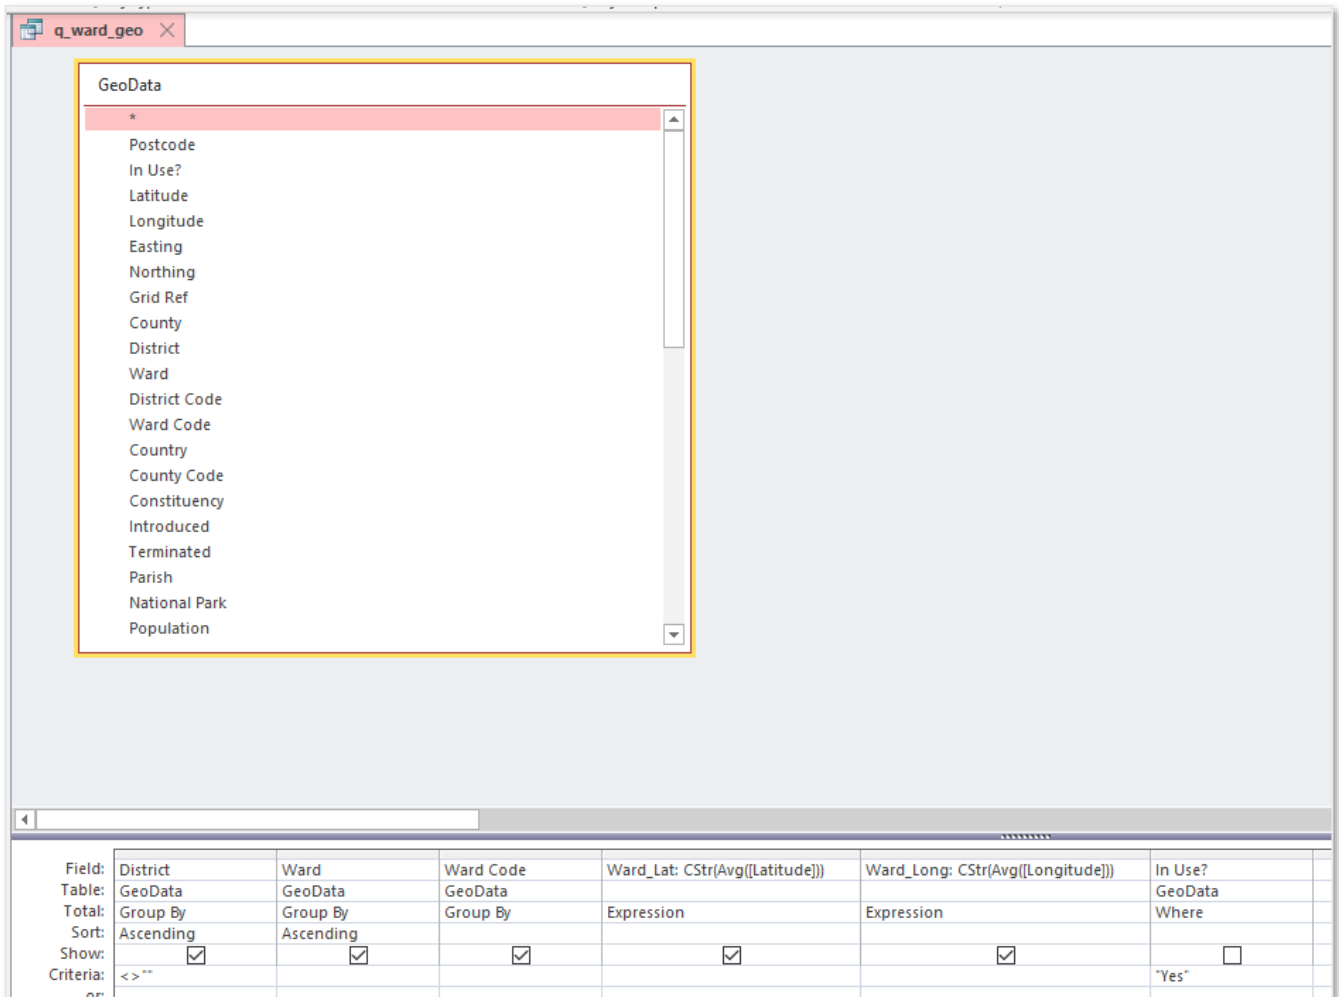 q_ward_geo
GeoData
*
Postcode
In Use?
Latitude
Longitude
Easting
Northing
Grid Ref
County
District
Ward
District Code
Ward Code
Country
County Code
Constituency
Introduced
Terminated
Parish
National Park
Population
Field: District Ward Ward Code Ward_Lat: CStr(Avg([Latitude])) Ward_Long: CStr(Avg([Longitude])) In Use?
Table: GeoData GeoData GeoData GeoData
Total: Group By Group By Group By Expression Expression Where
Sort: Ascending Ascending
Show:
Criteria: <>"" "Yes"
or: